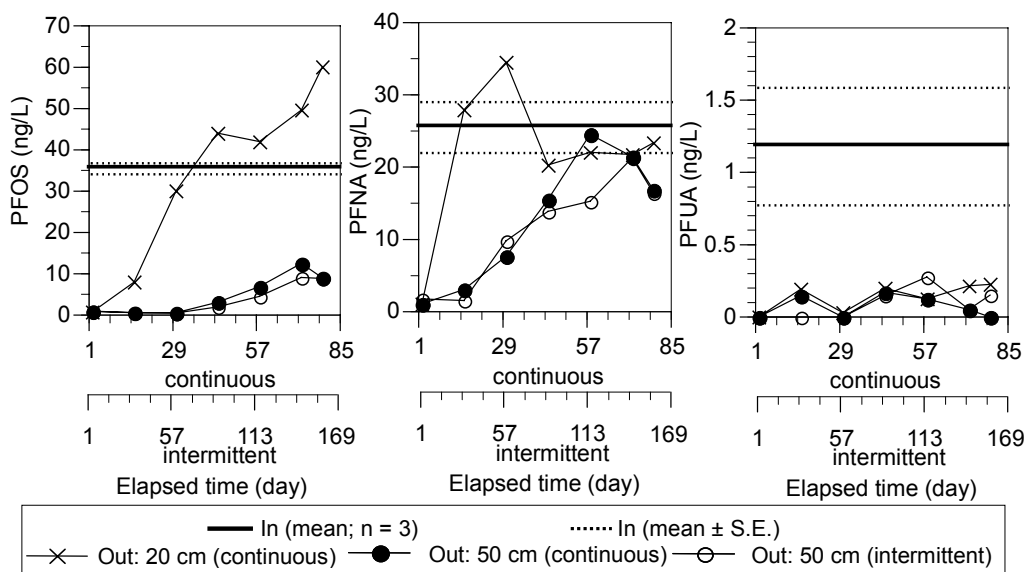 PFOS (ng/L)
70
60
50
40
30
20
10
0
1 29 57 85
continuous
1 57 113 169
intermittent
Elapsed time (day)
PFNA (ng/L)
40
30
20
10
0
1 29 57 85
continuous
1 57 113 169
intermittent
Elapsed time (day)
PFUA (ng/L)
2
1.5
1
0.5
0
1 29 57 85
continuous
1 57 113 169
intermittent
Elapsed time (day)
In (mean; n = 3) In (mean ± S.E.)
Out: 20 cm (continuous) Out: 50 cm (continuous) Out: 50 cm (intermittent)